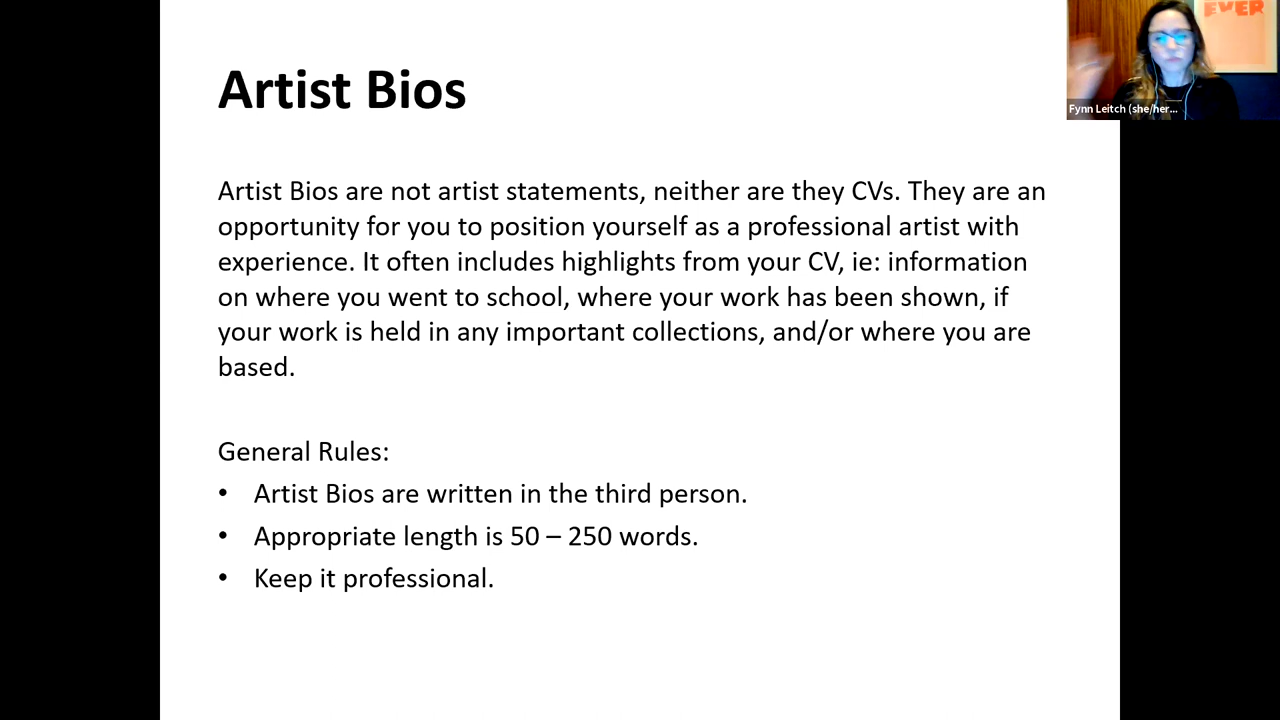 EVER
Fynn Leitch (she/her...
Artist Bios
Artist Bios are not artist statements, neither are they CVs. They are an
opportunity for you to position yourself as a professional artist with
experience. It often includes highlights from your CV, ie: information
on where you went to school, where your work has been shown, if
your work is held in any important collections, and/or where you are
based.
General Rules:
• Artist Bios are written in the third person.
• Appropriate length is 50 – 250 words.
• Keep it professional.